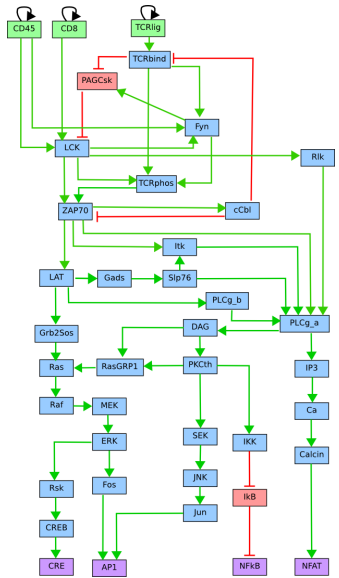 CD45
CD8
TCRlig
TCRbind
PAGCsk
Fyn
LCK
Rlk
TCRphos
ZAP70
cCbl
Itk
LAT
Gads
Slp76
PLCg_b
DAG
PLCg_a
Grb2Sos
Ras
RasGRP1
PKCth
IP3
Raf
MEK
Ca
ERK
SEK
IKK
Calcin
Rsk
Fos
JNK
IkB
CREB
Jun
CRE
AP1
NFkB
NFAT